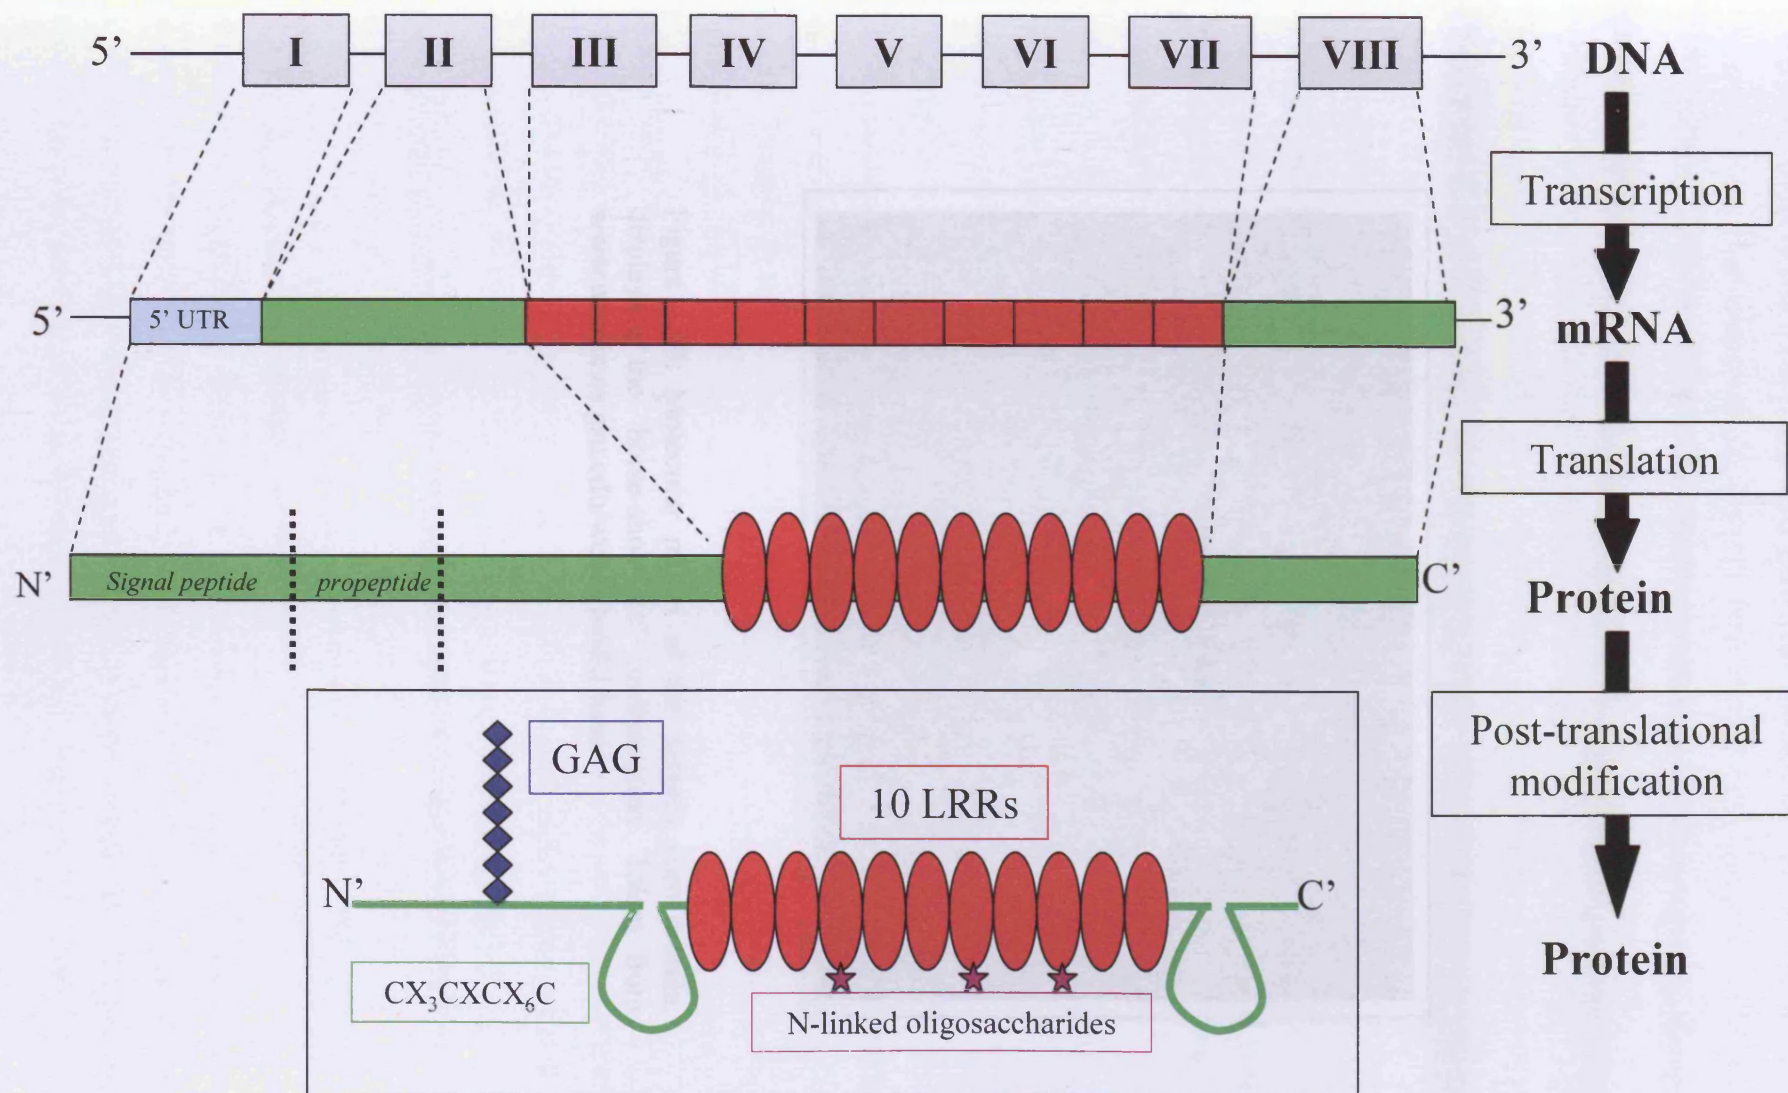 5’ I II III IV V VI VII VIII 3’ DNA
Transcription
5’ 5’ UTR 3’ mRNA
Translation
N’ Signal peptide propeptide C’ Protein
Post-translational
modification
GAG
10 LRRs
N’ C’
Protein
CX₃CXCX₆C
N-linked oligosaccharides